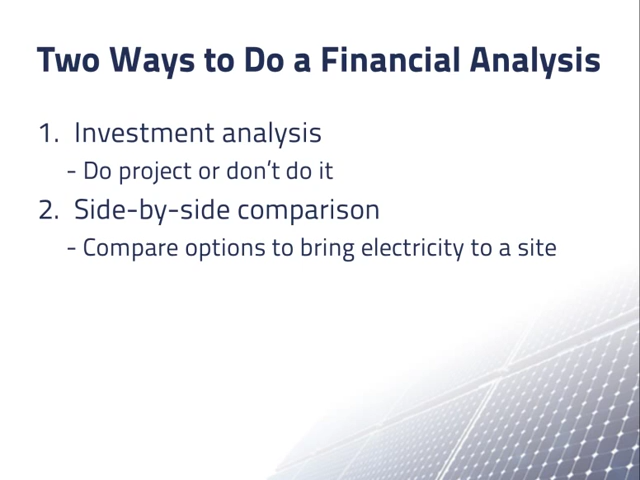 Two Ways to Do a Financial Analysis
1. Investment analysis
- Do project or don't do it
2. Side-by-side comparison
- Compare options to bring electricity to a site